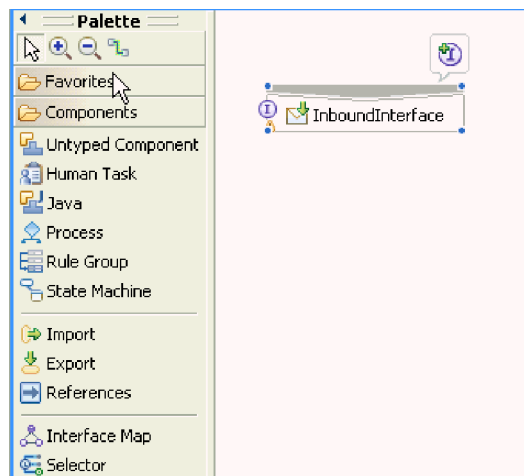 Palette
Favorites
Components
Untyped Component
Human Task
Java
Process
Rule Group
State Machine
Import
Export
References
Interface Map
Selector
I
I
InboundInterface